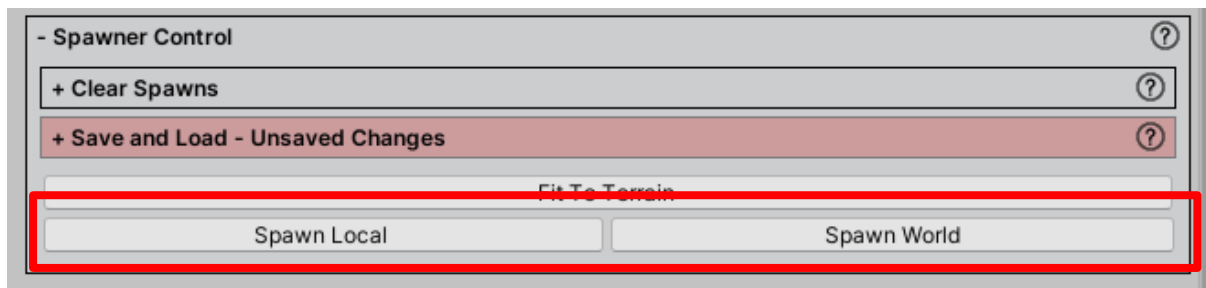 - Spawner Control ?
+ Clear Spawns ?
+ Save and Load - Unsaved Changes ?
Fit To Terrain
Spawn Local Spawn World